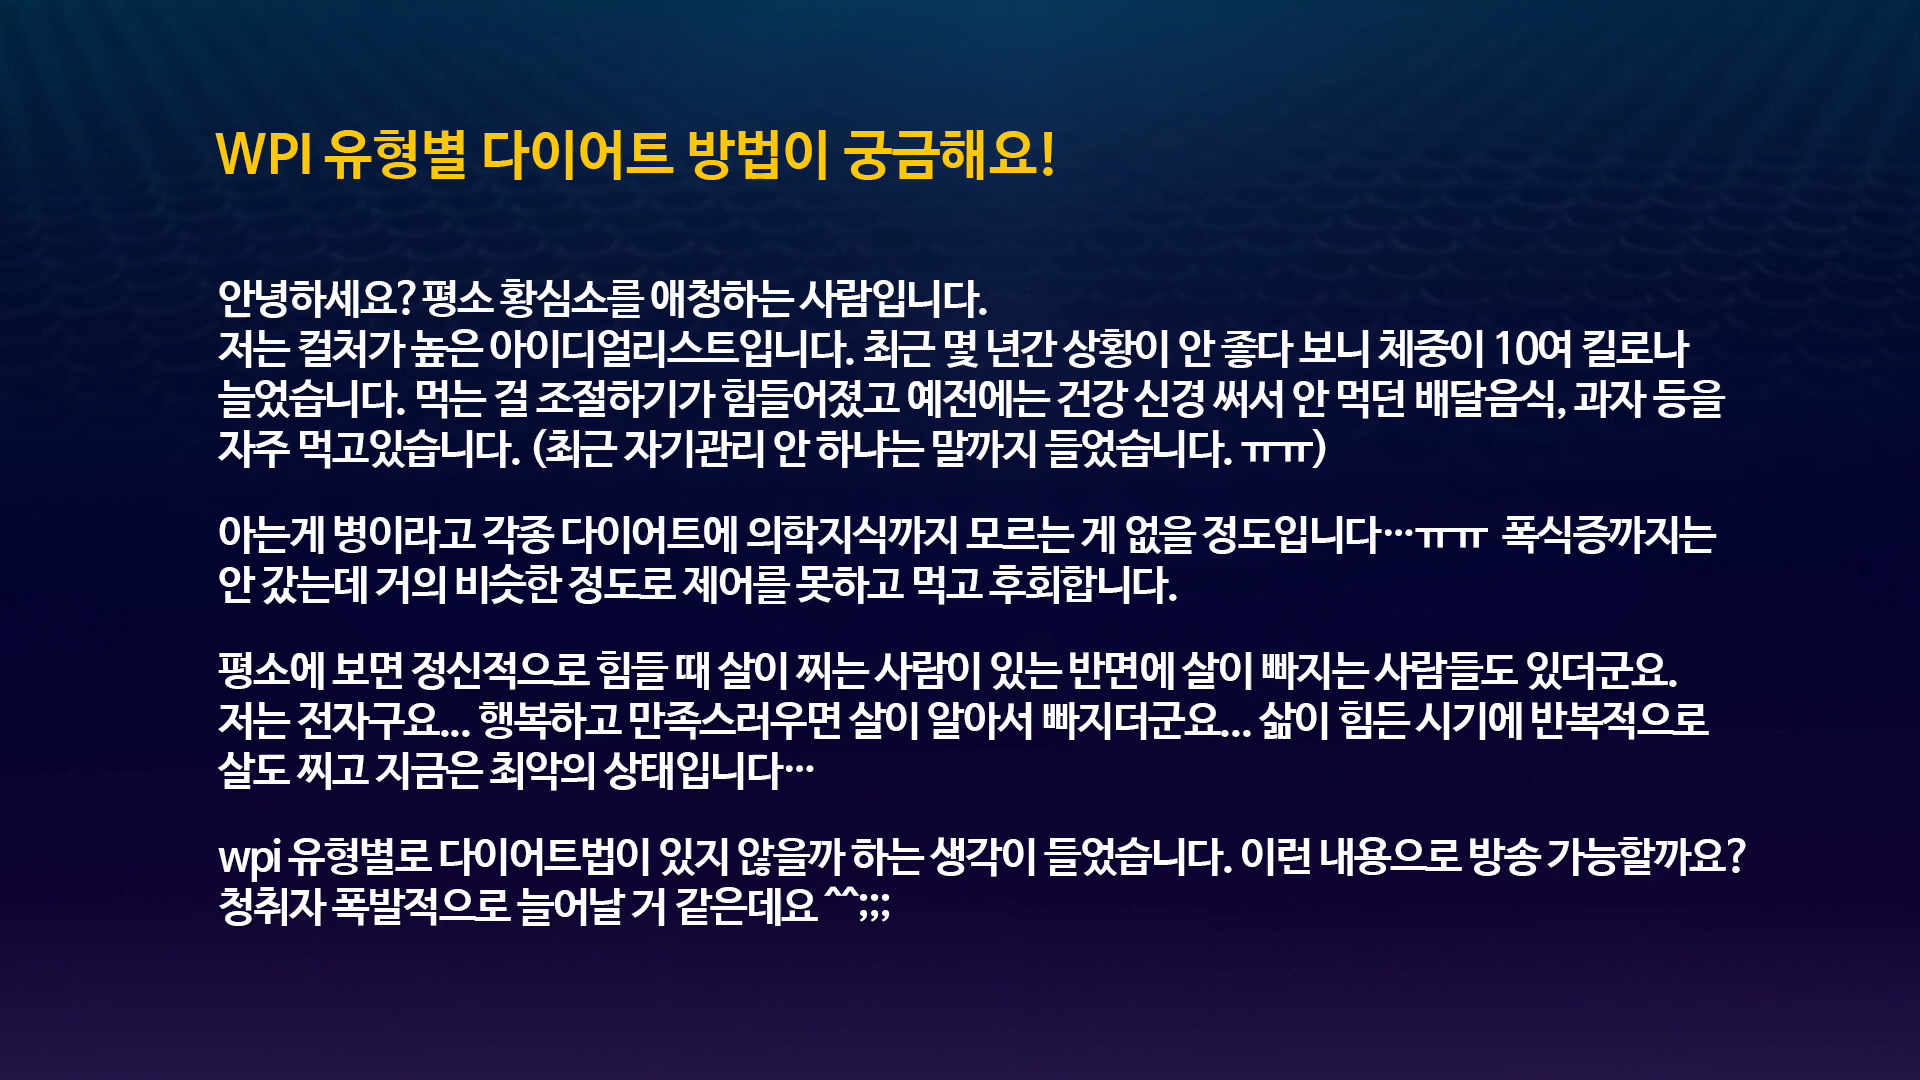 WPI 유형별 다이어트 방법이 궁금해요!
안녕하세요? 평소 황심소를 애청하는 사람입니다.
저는 컬처가 높은 아이디얼리스트입니다. 최근 몇 년간 상황이 안 좋다 보니 체중이 10여 킬로나
늘었습니다. 먹는 걸 조절하기가 힘들어졌고 예전에는 건강 신경 써서 안 먹던 배달음식, 과자 등을
자주 먹고있습니다. (최근 자기관리 안 하냐는 말까지 들었습니다. ㅠㅠ)
아는게 병이라고 각종 다이어트에 의학지식까지 모르는 게 없을 정도입니다…ㅠㅠ 폭식증까지는
안 갔는데 거의 비슷한 정도로 제어를 못하고 먹고 후회합니다.
평소에 보면 정신적으로 힘들 때 살이 찌는 사람이 있는 반면에 살이 빠지는 사람들도 있더군요.
저는 전자구요... 행복하고 만족스러우면 살이 알아서 빠지더군요... 삶이 힘든 시기에 반복적으로
살도 찌고 지금은 최악의 상태입니다…
wpi 유형별로 다이어트법이 있지 않을까 하는 생각이 들었습니다. 이런 내용으로 방송 가능할까요?
청취자 폭발적으로 늘어날 거 같은데요 ^^;;;